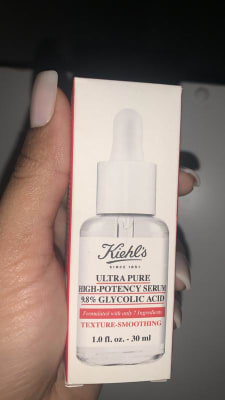 Kiehl's
SINCE 1851
ULTRA PURE
HIGH-POTENCY SERUM
9.8% GLYCOLIC ACID
Formulated with only 7 Ingredients
TEXTURE-SMOOTHING
1.0 fl. oz. - 30 ml